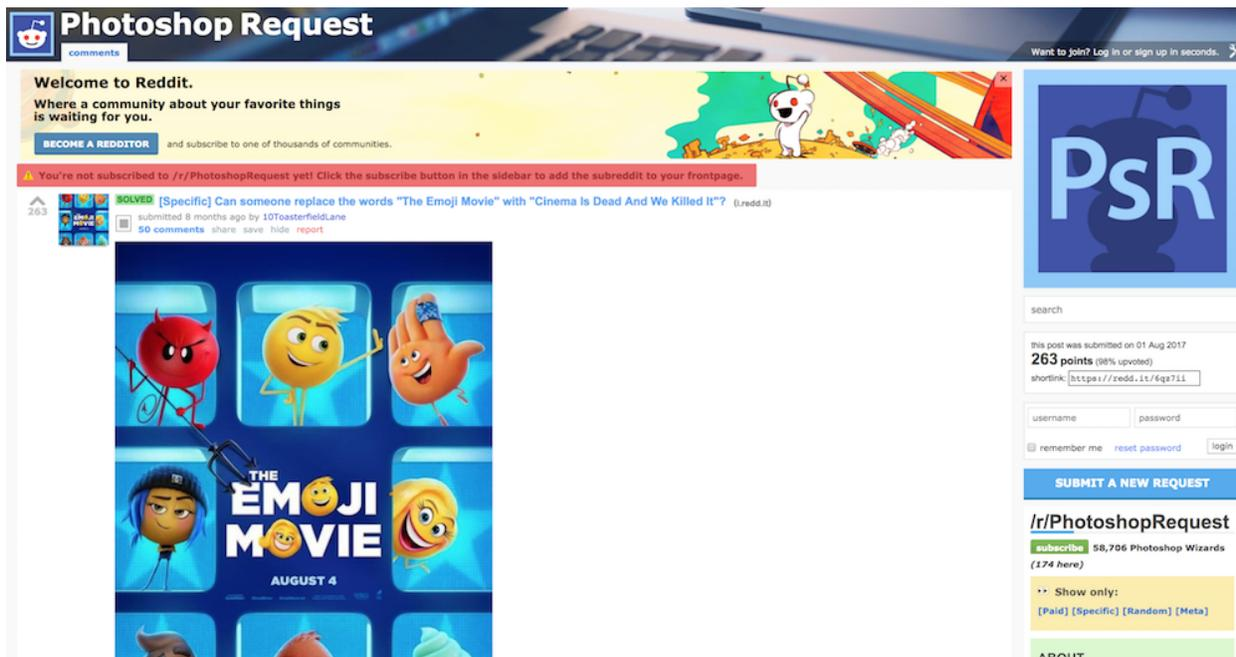 Photoshop Request
comments
Want to join? Log in or sign up in seconds.
Welcome to Reddit.
Where a community about your favorite things
is waiting for you.
BECOME A REDDITOR and subscribe to one of thousands of communities.
You're not subscribed to /r/PhotoshopRequest yet! Click the subscribe button in the sidebar to add the subreddit to your frontpage.
263
SOLVED [Specific] Can someone replace the words "The Emoji Movie" with "Cinema Is Dead And We Killed It"? (i.redd.it)
submitted 8 months ago by 10ToasterfieldLane
50 comments share save hide report
THE
EMOJI
MOVIE
AUGUST 4
PsR
search
this post was submitted on 01 Aug 2017
263 points (98% upvoted)
shortlink: https://redd.it/6qz7ii
username password
remember me reset password login
SUBMIT A NEW REQUEST
/r/PhotoshopRequest
subscribe 58,706 Photoshop Wizards
(174 here)
Show only:
[Paid] [Specific] [Random] [Meta]
ABOUT